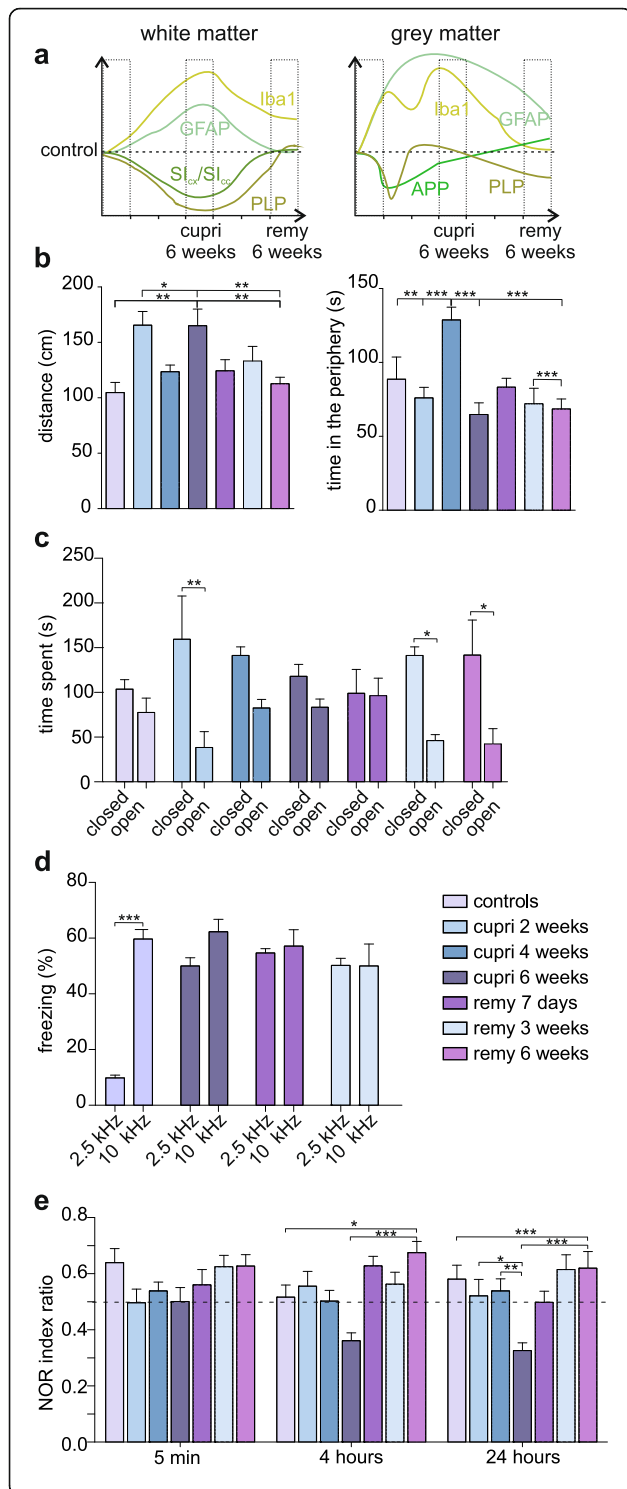 white matter
grey matter
a
control
Iba1
GFAP
SIcx/SIcc
PLP
Iba1
GFAP
APP
PLP
cupri
6 weeks
remy
6 weeks
cupri
6 weeks
remy
6 weeks
b
distance (cm)
200
150
100
50
0
*
**
**
**
time in the periphery (s)
150
100
50
0
**
***
***
***
***
c
time spent (s)
250
200
150
100
50
0
**
*
*
closed
open
closed
open
closed
open
closed
open
closed
open
closed
open
closed
open
d
freezing (%)
80
60
40
20
0
***
2.5 kHz
10 kHz
2.5 kHz
10 kHz
2.5 kHz
10 kHz
2.5 kHz
10 kHz
controls
cupri 2 weeks
cupri 4 weeks
cupri 6 weeks
remy 7 days
remy 3 weeks
remy 6 weeks
e
NOR index ratio
0.8
0.6
0.4
0.2
0.0
*
***
***
*
***
**
5 min
4 hours
24 hours